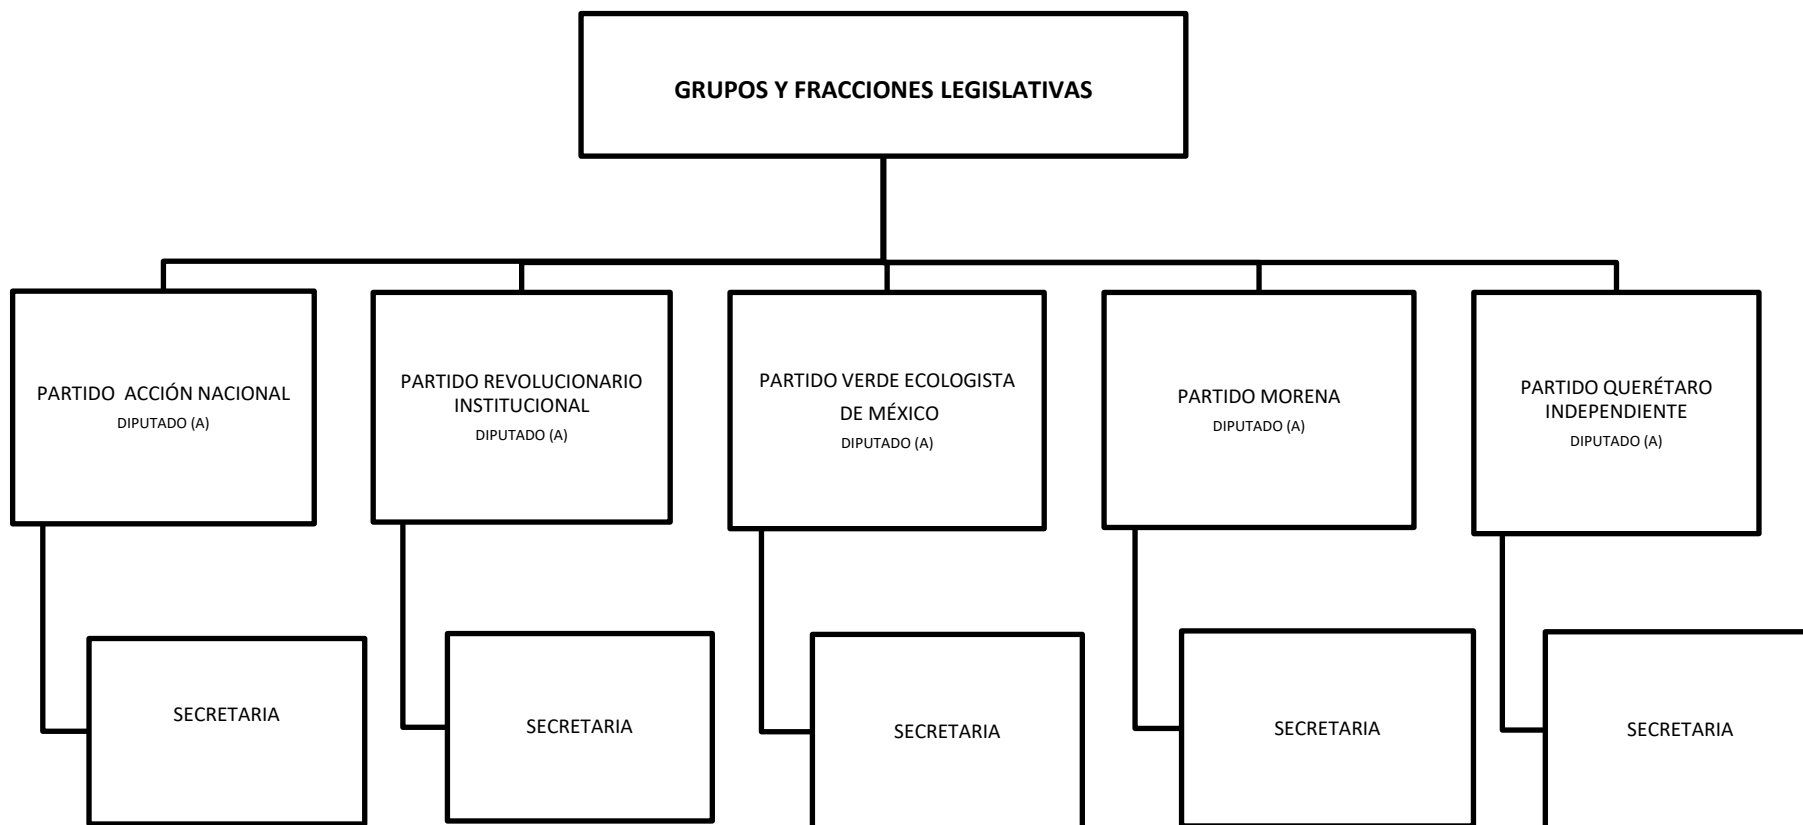 GRUPOS Y FRACCIONES LEGISLATIVAS
PARTIDO ACCIÓN NACIONAL
DIPUTADO (A)
PARTIDO REVOLUCIONARIO
INSTITUCIONAL
DIPUTADO (A)
PARTIDO VERDE ECOLOGISTA
DE MÉXICO
DIPUTADO (A)
PARTIDO MORENA
DIPUTADO (A)
PARTIDO QUERÉTARO
INDEPENDIENTE
DIPUTADO (A)
SECRETARIA
SECRETARIA
SECRETARIA
SECRETARIA
SECRETARIA